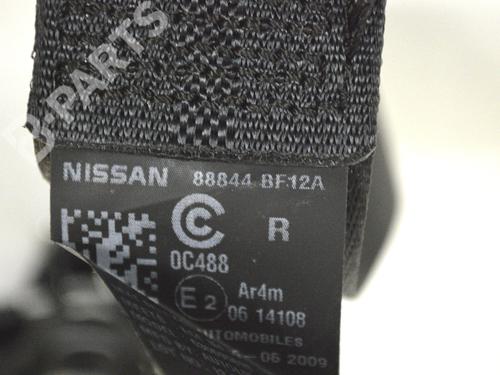 B-PARTS
NISSAN 88844-BF12A
C R
0C488
E2 Ar4m
06 14108
AUTOMOBILES
06 2009